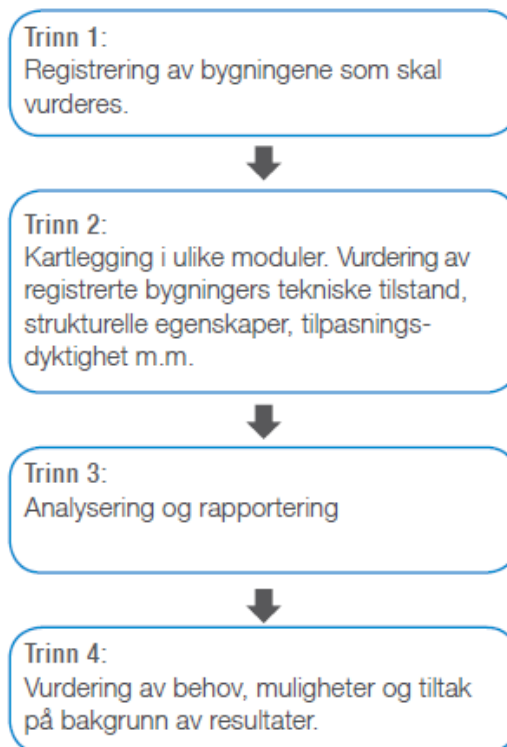 Trinn 1:
Registrering av bygningene som skal
vurderes.
Trinn 2:
Kartlegging i ulike moduler. Vurdering av
registrerte bygningers tekniske tilstand,
strukturelle egenskaper, tilpasnings-
dyktighet m.m.
Trinn 3:
Analysering og rapportering
Trinn 4:
Vurdering av behov, muligheter og tiltak
på bakgrunn av resultater.